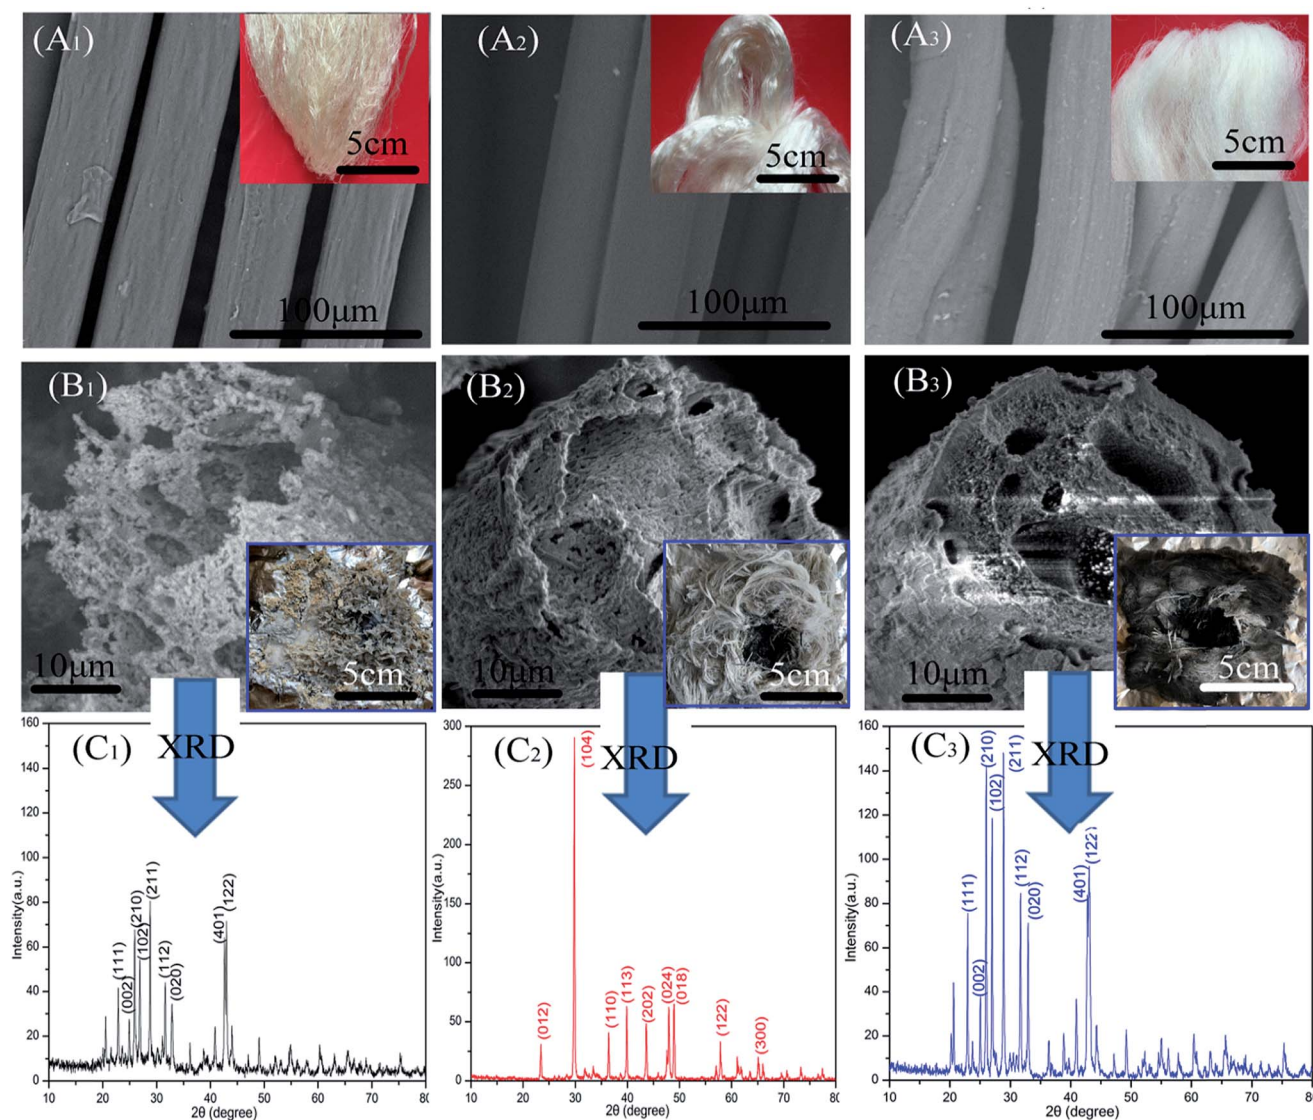 (A1)
5cm
100μm
(A2)
5cm
100μm
(A3)
5cm
100μm
(B1)
10μm
5cm
(B2)
10μm
5cm
(B3)
10μm
5cm
(C1)
XRD
Intensity(a.u.)
160
140
120
100
80
60
40
20
0
(111)
(002)
(210)
(102)
(211)
(112)
(020)
(401)
(122)
10 20 30 40 50 60 70 80
2θ (degree)
(C2)
XRD
Intensity(a.u.)
300
250
200
150
100
50
0
(012)
(104)
(110)
(113)
(202)
(024)
(018)
(122)
(300)
10 20 30 40 50 60 70 80
2θ (degree)
(C3)
XRD
Intensity(a.u.)
160
140
120
100
80
60
40
20
0
(111)
(002)
(210)
(102)
(211)
(112)
(020)
(401)
(122)
10 20 30 40 50 60 70
2θ (degree)